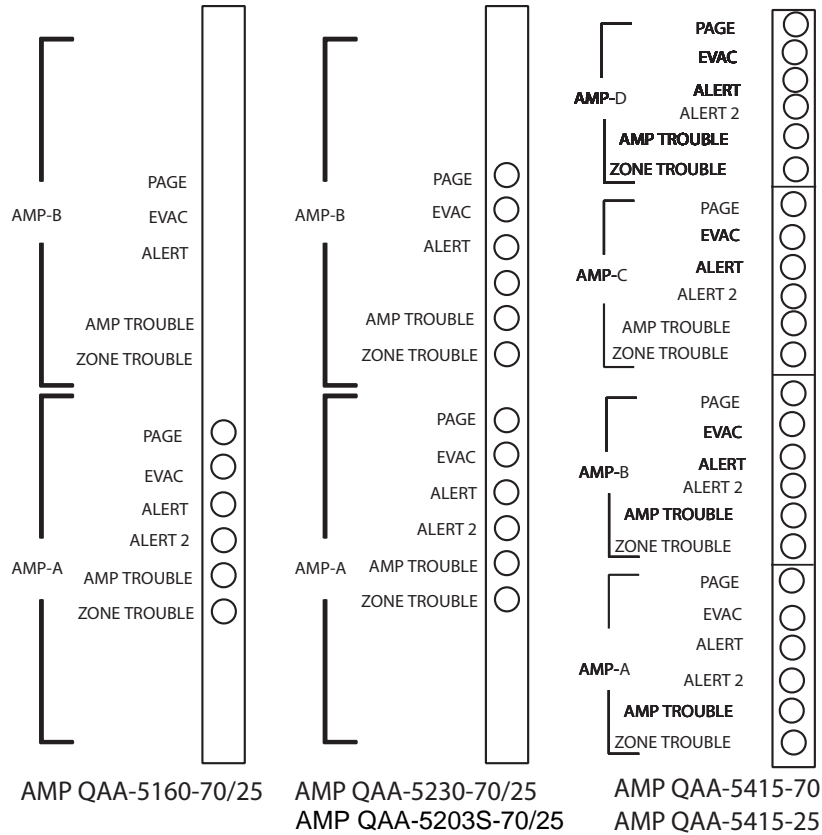 PAGE
AMP-B
EVAC
ALERT
AMP TROUBLE
ZONE TROUBLE
PAGE
EVAC
ALERT
ALERT 2
AMP-A
AMP TROUBLE
ZONE TROUBLE
AMP QAA-5160-70/25
PAGE
AMP-B
EVAC
ALERT
AMP TROUBLE
ZONE TROUBLE
PAGE
EVAC
ALERT
ALERT 2
AMP-A
AMP TROUBLE
ZONE TROUBLE
AMP QAA-5230-70/25
AMP QAA-5203S-70/25
PAGE
EVAC
AMP-D
ALERT
ALERT 2
AMP TROUBLE
ZONE TROUBLE
PAGE
EVAC
AMP-C
ALERT
ALERT 2
AMP TROUBLE
ZONE TROUBLE
PAGE
EVAC
AMP-B
ALERT
ALERT 2
AMP TROUBLE
ZONE TROUBLE
PAGE
EVAC
ALERT
AMP-A
ALERT 2
AMP TROUBLE
ZONE TROUBLE
AMP QAA-5415-70
AMP QAA-5415-25